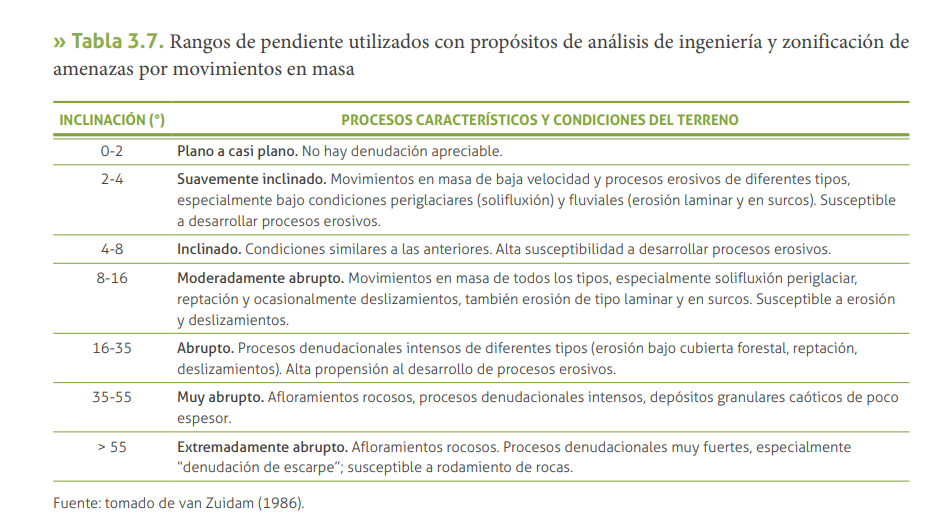 » Tabla 3.7. Rangos de pendiente utilizados con propósitos de análisis de ingeniería y zonificación de
amenazas por movimientos en masa
INCLINACIÓN (°) PROCESOS CARACTERÍSTICOS Y CONDICIONES DEL TERRENO
0-2 Plano a casi plano. No hay denudación apreciable.
2-4 Suavemente inclinado. Movimientos en masa de baja velocidad y procesos erosivos de diferentes tipos,
especialmente bajo condiciones periglaciares (solifluxión) y fluviales (erosión laminar y en surcos). Susceptible
a desarrollar procesos erosivos.
4-8 Inclinado. Condiciones similares a las anteriores. Alta susceptibilidad a desarrollar procesos erosivos.
8-16 Moderadamente abrupto. Movimientos en masa de todos los tipos, especialmente solifluxión periglaciar,
reptación y ocasionalmente deslizamientos, también erosión de tipo laminar y en surcos. Susceptible a erosión
y deslizamientos.
16-35 Abrupto. Procesos denudacionales intensos de diferentes tipos (erosión bajo cubierta forestal, reptación,
deslizamientos). Alta propensión al desarrollo de procesos erosivos.
35-55 Muy abrupto. Afloramientos rocosos, procesos denudacionales intensos, depósitos granulares caóticos de poco
espesor.
> 55 Extremadamente abrupto. Afloramientos rocosos. Procesos denudacionales muy fuertes, especialmente
“denudación de escarpe”; susceptible a rodamiento de rocas.
Fuente: tomado de van Zuidam (1986).